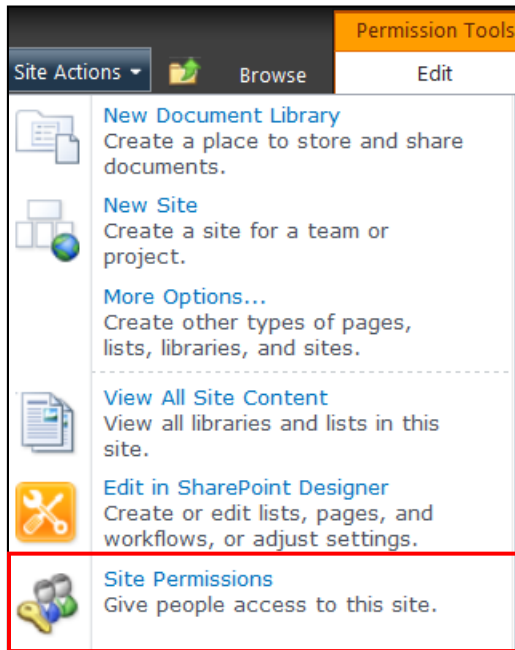 Permission Tools
Site Actions Browse Edit
New Document Library
Create a place to store and share
documents.
New Site
Create a site for a team or
project.
More Options...
Create other types of pages,
lists, libraries, and sites.
View All Site Content
View all libraries and lists in this
site.
Edit in SharePoint Designer
Create or edit lists, pages, and
workflows, or adjust settings.
Site Permissions
Give people access to this site.